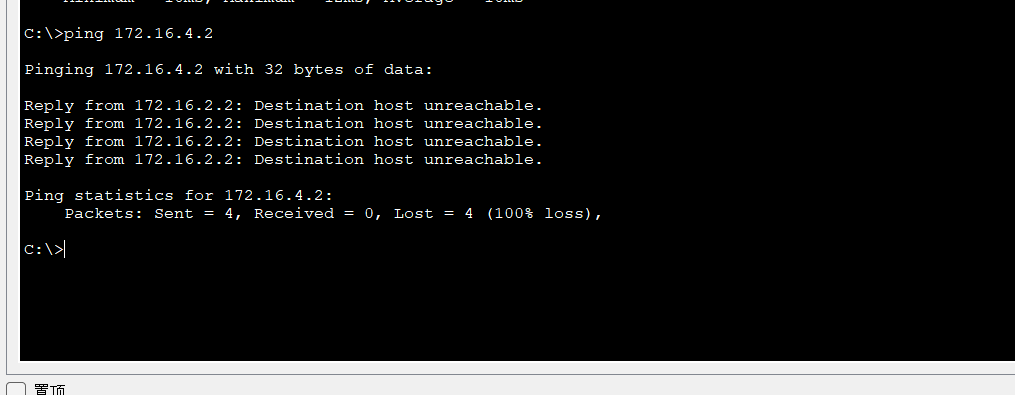 C:\>ping 172.16.4.2
Pinging 172.16.4.2 with 32 bytes of data:
Reply from 172.16.2.2: Destination host unreachable.
Reply from 172.16.2.2: Destination host unreachable.
Reply from 172.16.2.2: Destination host unreachable.
Reply from 172.16.2.2: Destination host unreachable.
Ping statistics for 172.16.4.2:
Packets: Sent = 4, Received = 0, Lost = 4 (100% loss),
C:\>
置顶